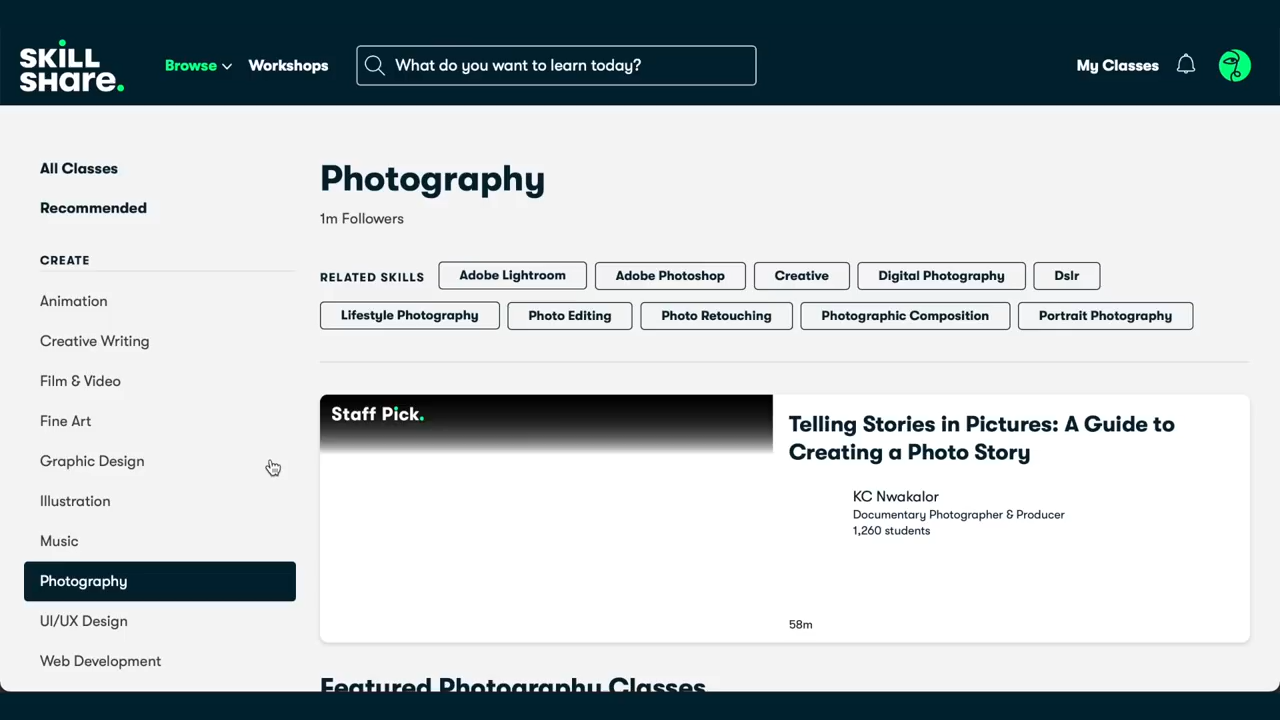 SKILL
SHARE.
Browse
Workshops
What do you want to learn today?
My Classes
All Classes
Recommended
CREATE
Animation
Creative Writing
Film & Video
Fine Art
Graphic Design
Illustration
Music
Photography
UI/UX Design
Web Development
Photography
1m Followers
RELATED SKILLS
Adobe Lightroom
Adobe Photoshop
Creative
Digital Photography
Dslr
Lifestyle Photography
Photo Editing
Photo Retouching
Photographic Composition
Portrait Photography
Staff Pick.
Telling Stories in Pictures: A Guide to
Creating a Photo Story
KC Nwakalor
Documentary Photographer & Producer
1,260 students
58m
Featured Photography Classes